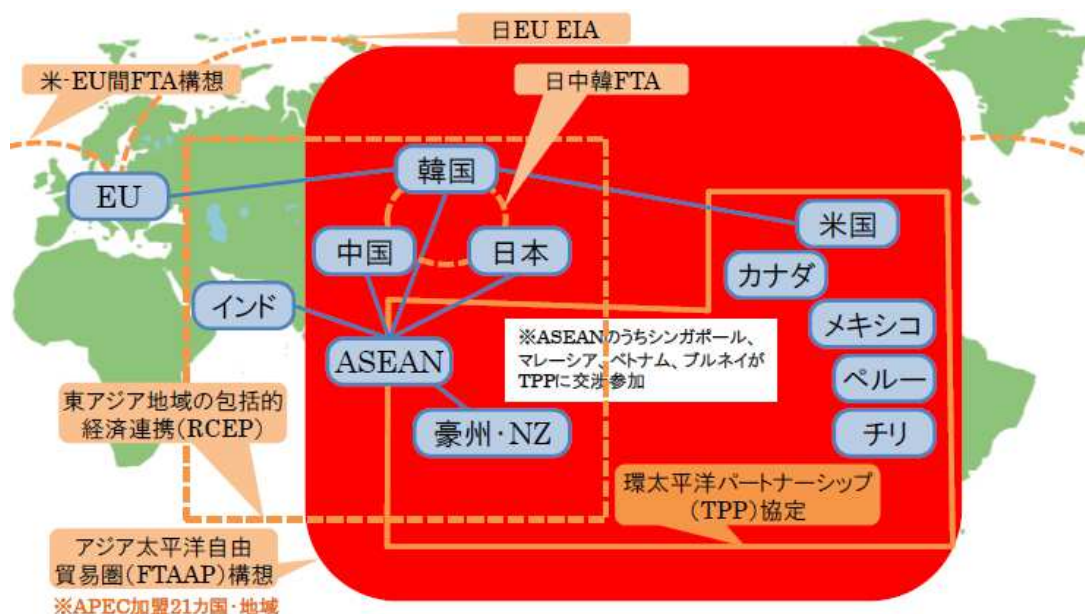 日EU EIA
米-EU間FTA構想
日中韓FTA
韓国
EU
米国
中国
日本
カナダ
インド
メキシコ
※ASEANのうちシンガポール、
マレーシア、ベトナム、ブルネイが
TPPに交渉参加
ASEAN
ペルー
東アジア地域の包括的
経済連携(RCEP)
豪州・NZ
チリ
環太平洋パートナーシップ
(TPP)協定
アジア太平洋自由
貿易圏(FTAAP)構想
※APEC加盟21カ国・地域